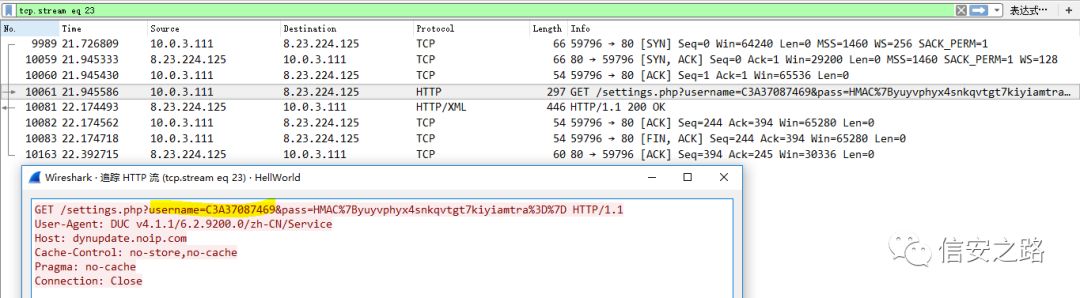 tcp.stream eq 23 表达式…
No. Time Source Destination Protocol Length Info
9989 21.726809 10.0.3.111 8.23.224.125 TCP 66 59796 → 80 [SYN] Seq=0 Win=64240 Len=0 MSS=1460 WS=256 SACK_PERM=1
10059 21.945333 8.23.224.125 10.0.3.111 TCP 66 80 → 59796 [SYN, ACK] Seq=0 Ack=1 Win=29200 Len=0 MSS=1460 SACK_PERM=1 WS=128
10060 21.945430 10.0.3.111 8.23.224.125 TCP 54 59796 → 80 [ACK] Seq=1 Ack=1 Win=65536 Len=0
10061 21.945586 10.0.3.111 8.23.224.125 HTTP 297 GET /settings.php?username=C3A37087469&pass=HMAC%7Byuyvphyx4snkqvtgt7kiyiamtra…
10081 22.174493 8.23.224.125 10.0.3.111 HTTP/XML 446 HTTP/1.1 200 OK
10082 22.174562 10.0.3.111 8.23.224.125 TCP 54 59796 → 80 [ACK] Seq=244 Ack=394 Win=65280 Len=0
10083 22.174718 10.0.3.111 8.23.224.125 TCP 54 59796 → 80 [FIN, ACK] Seq=244 Ack=394 Win=65280 Len=0
10163 22.392715 8.23.224.125 10.0.3.111 TCP 60 80 → 59796 [ACK] Seq=394 Ack=245 Win=30336 Len=0
Wireshark · 追踪 HTTP 流 (tcp.stream eq 23) · HellWorld
GET /settings.php?username=C3A37087469&pass=HMAC%7Byuyvphyx4snkqvtgt7kiyiamtra%3D%7D HTTP/1.1
User-Agent: DUC v4.1.1/6.2.9200.0/zh-CN/Service
Host: dynupdate.noip.com
Cache-Control: no-store,no-cache
Pragma: no-cache
Connection: Close
信安之路